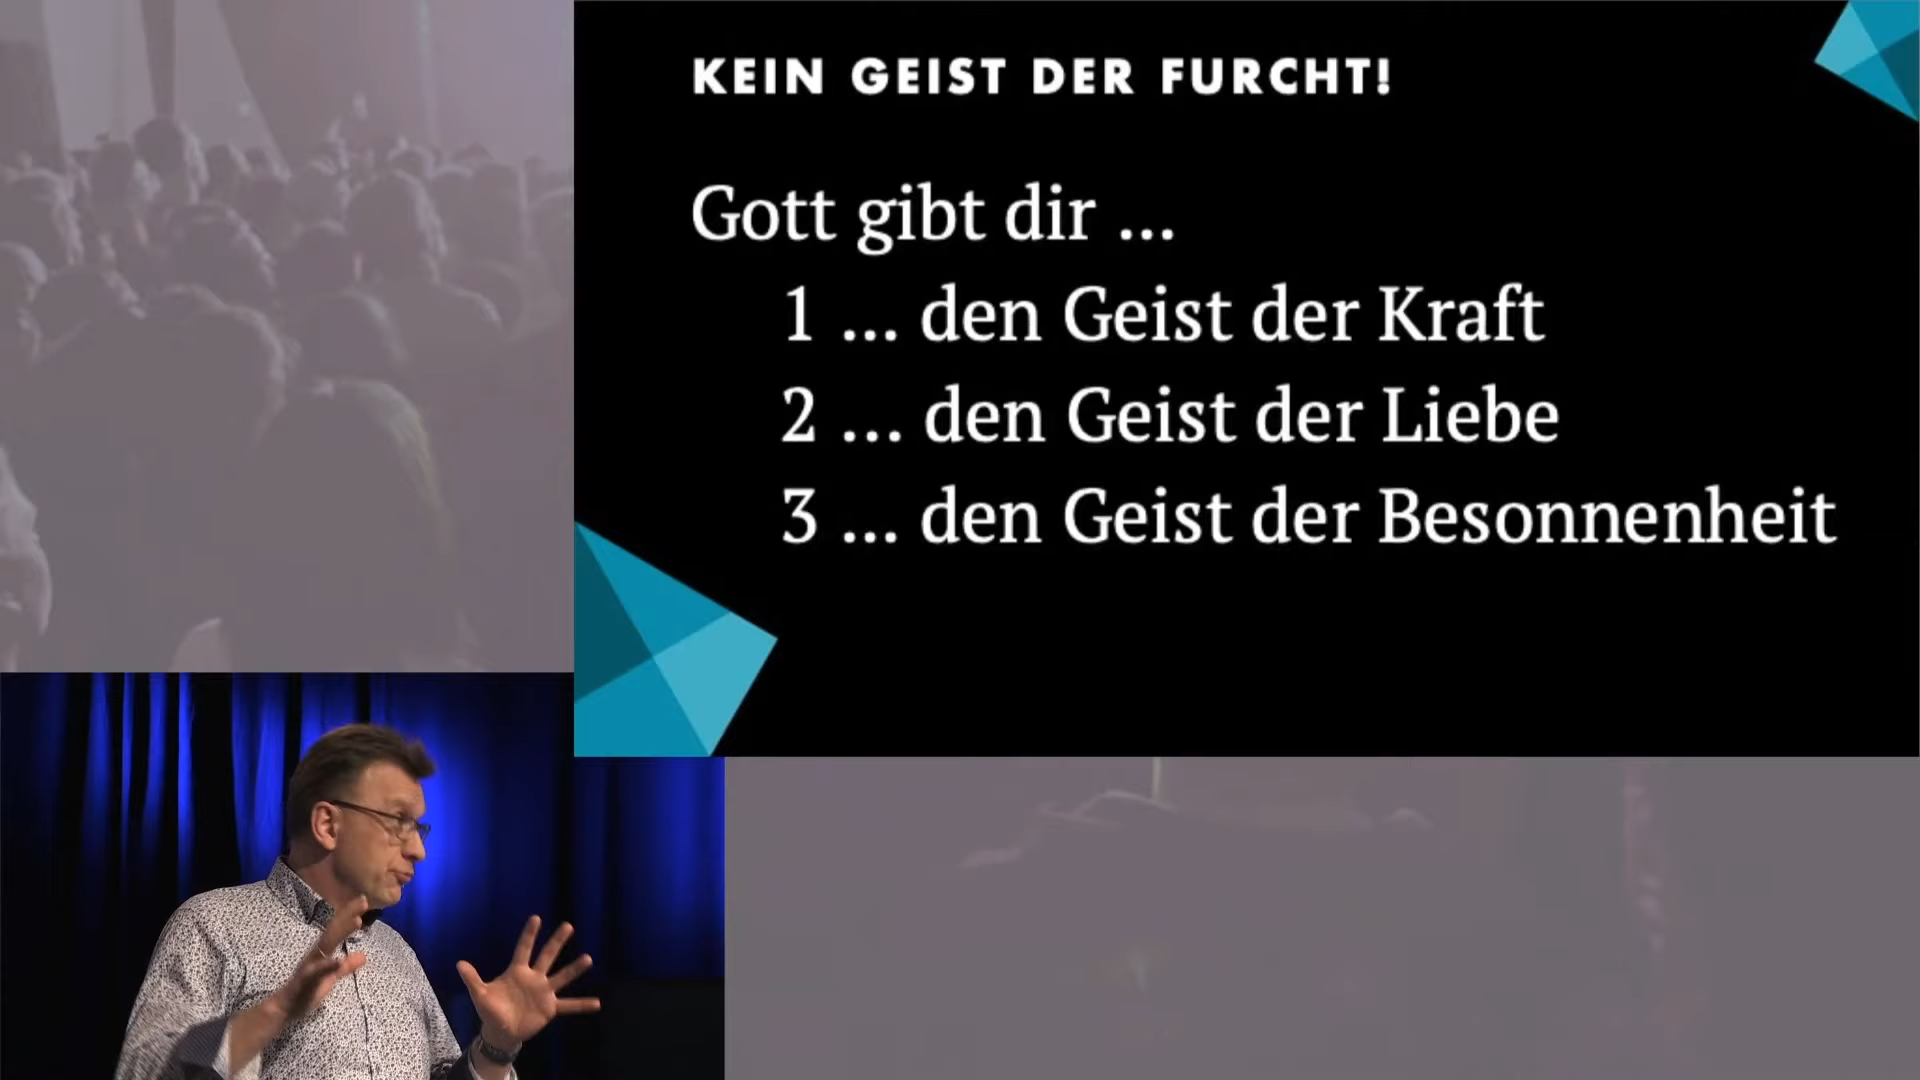 KEIN GEIST DER FURCHT!
Gott gibt dir ...
1 ... den Geist der Kraft
2 ... den Geist der Liebe
3 ... den Geist der Besonnenheit